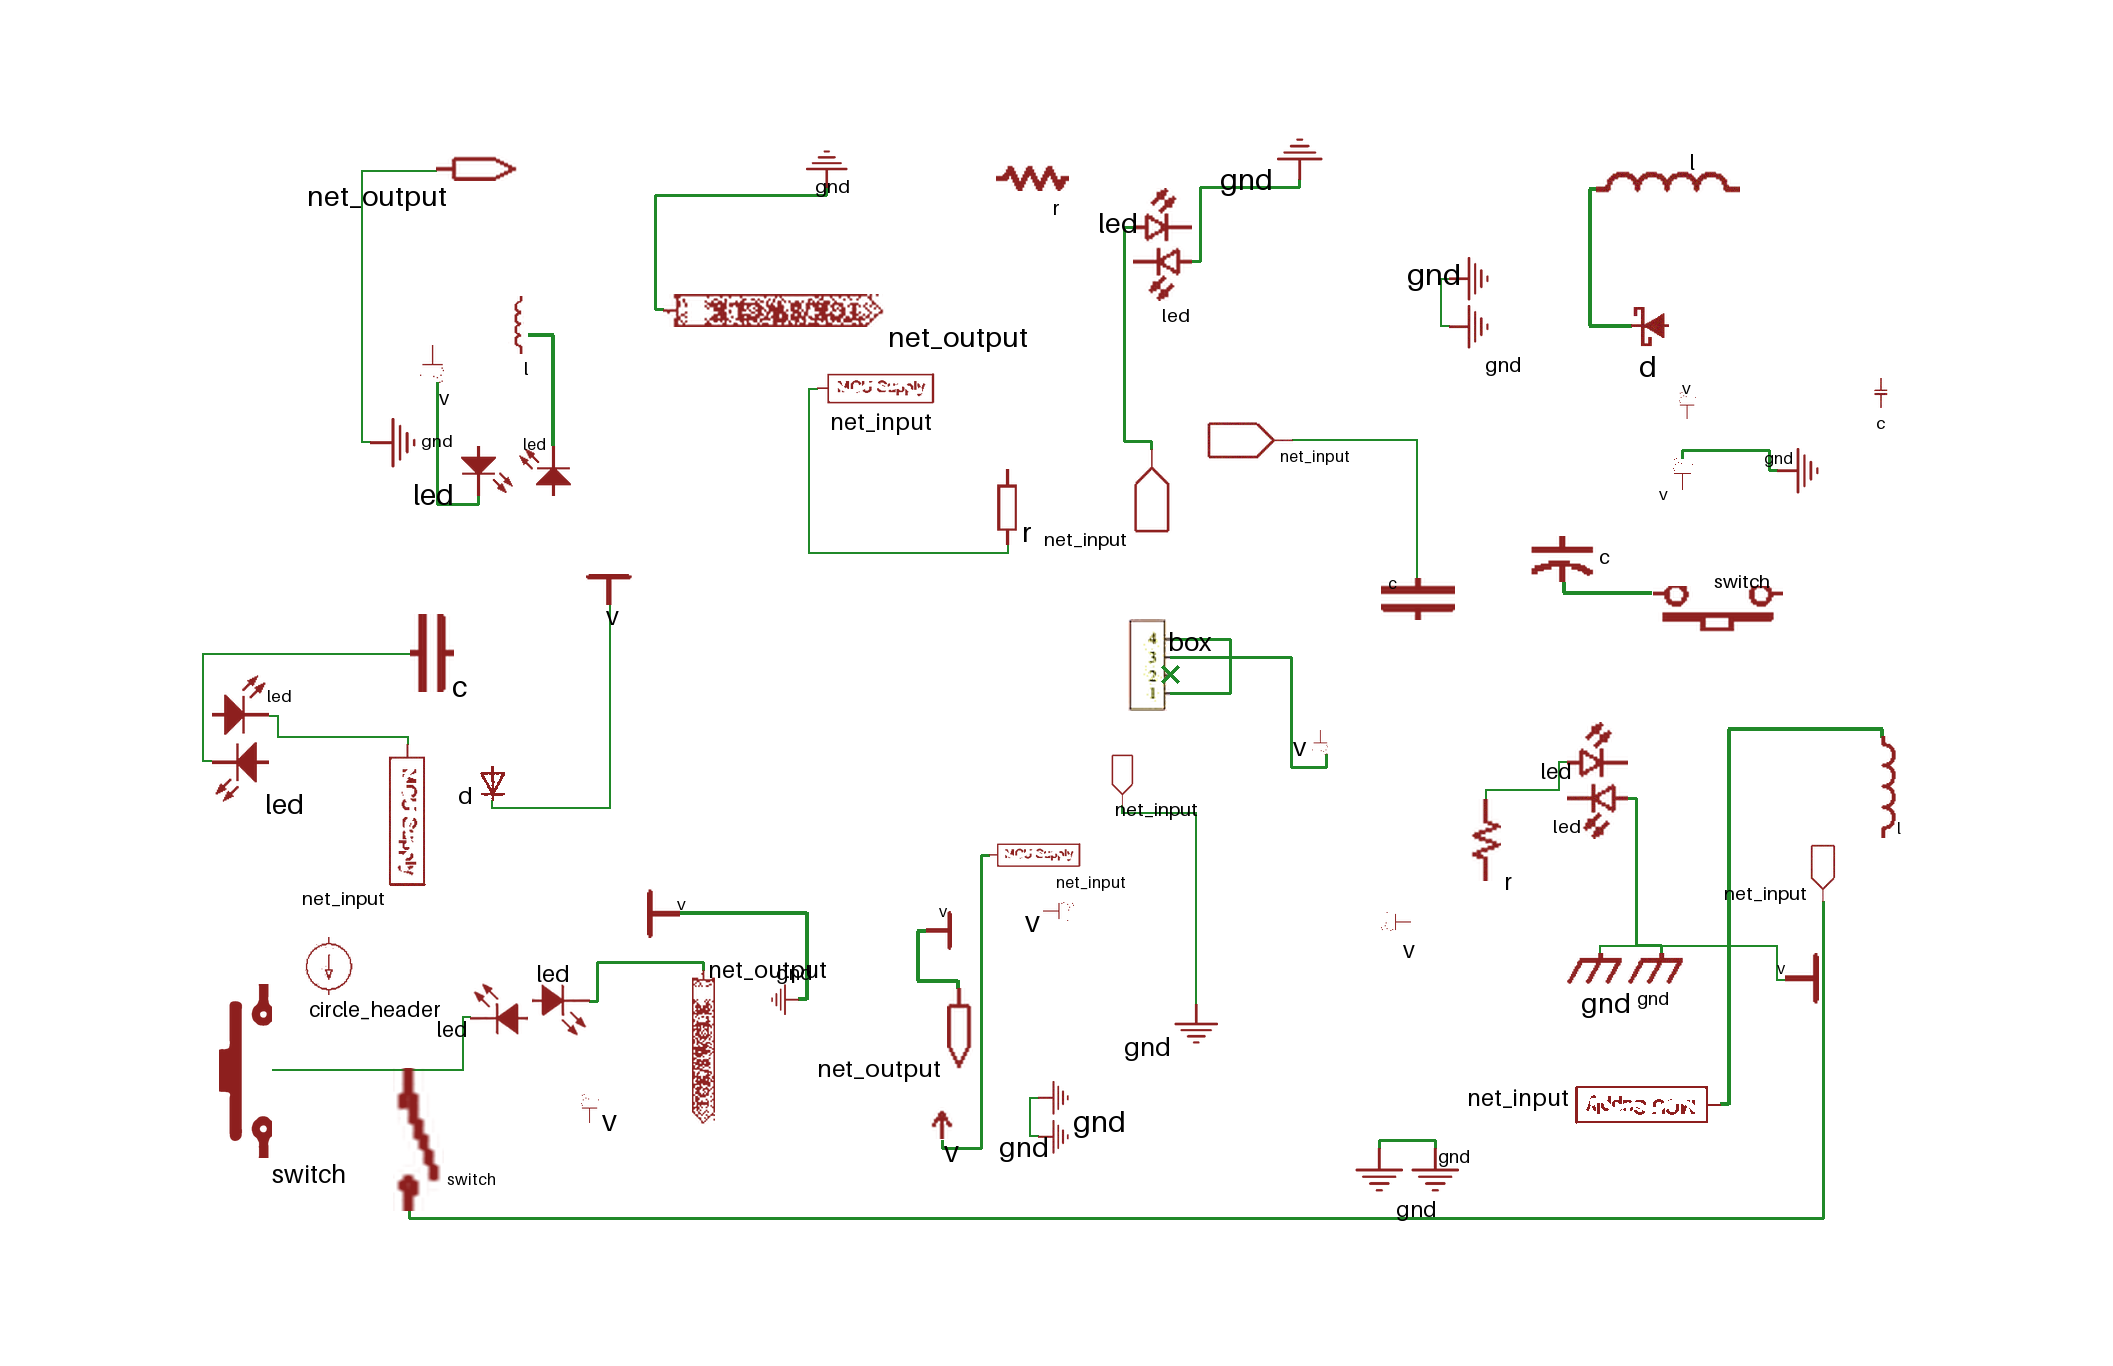 l
gnd
net_output
gnd
r
gnd
led
led
gnd
gnd
net_output
l
d
v
v
MCU Supply
net_input
c
gnd
led
led
net_input
gnd
v
r
net_input
c
c
switch
v
4
box
3
2
1
c
led
v
led
d
led
MCU Supply
net_input
led
r
l
MCU Supply
net_input
net_input
net_input
v
v
v
v
led
net_output
gnd
v
circle_header
led
gnd
gnd
gnd
net_output
net_input
v
gnd
gnd
v
gnd
switch
switch
gnd